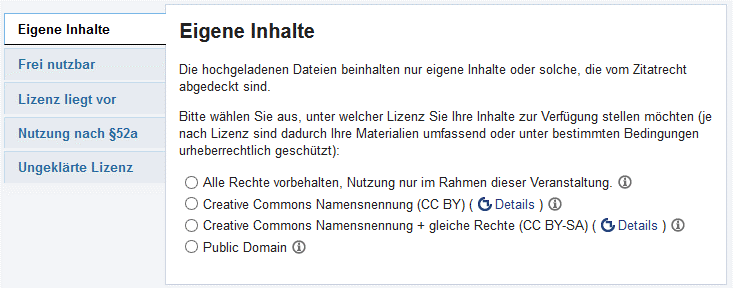 Eigene Inhalte
Frei nutzbar
Lizenz liegt vor
Nutzung nach §52a
Ungeklärte Lizenz
Eigene Inhalte
Die hochgeladenen Dateien beinhalten nur eigene Inhalte oder solche, die vom Zitatrecht
abgedeckt sind.
Bitte wählen Sie aus, unter welcher Lizenz Sie Ihre Inhalte zur Verfügung stellen möchten (je
nach Lizenz sind dadurch Ihre Materialien umfassend oder unter bestimmten Bedingungen
urheberrechtlich geschützt):
Alle Rechte vorbehalten, Nutzung nur im Rahmen dieser Veranstaltung.
Creative Commons Namensnennung (CC BY) ( Details )
Creative Commons Namensnennung + gleiche Rechte (CC BY-SA) ( Details )
Public Domain